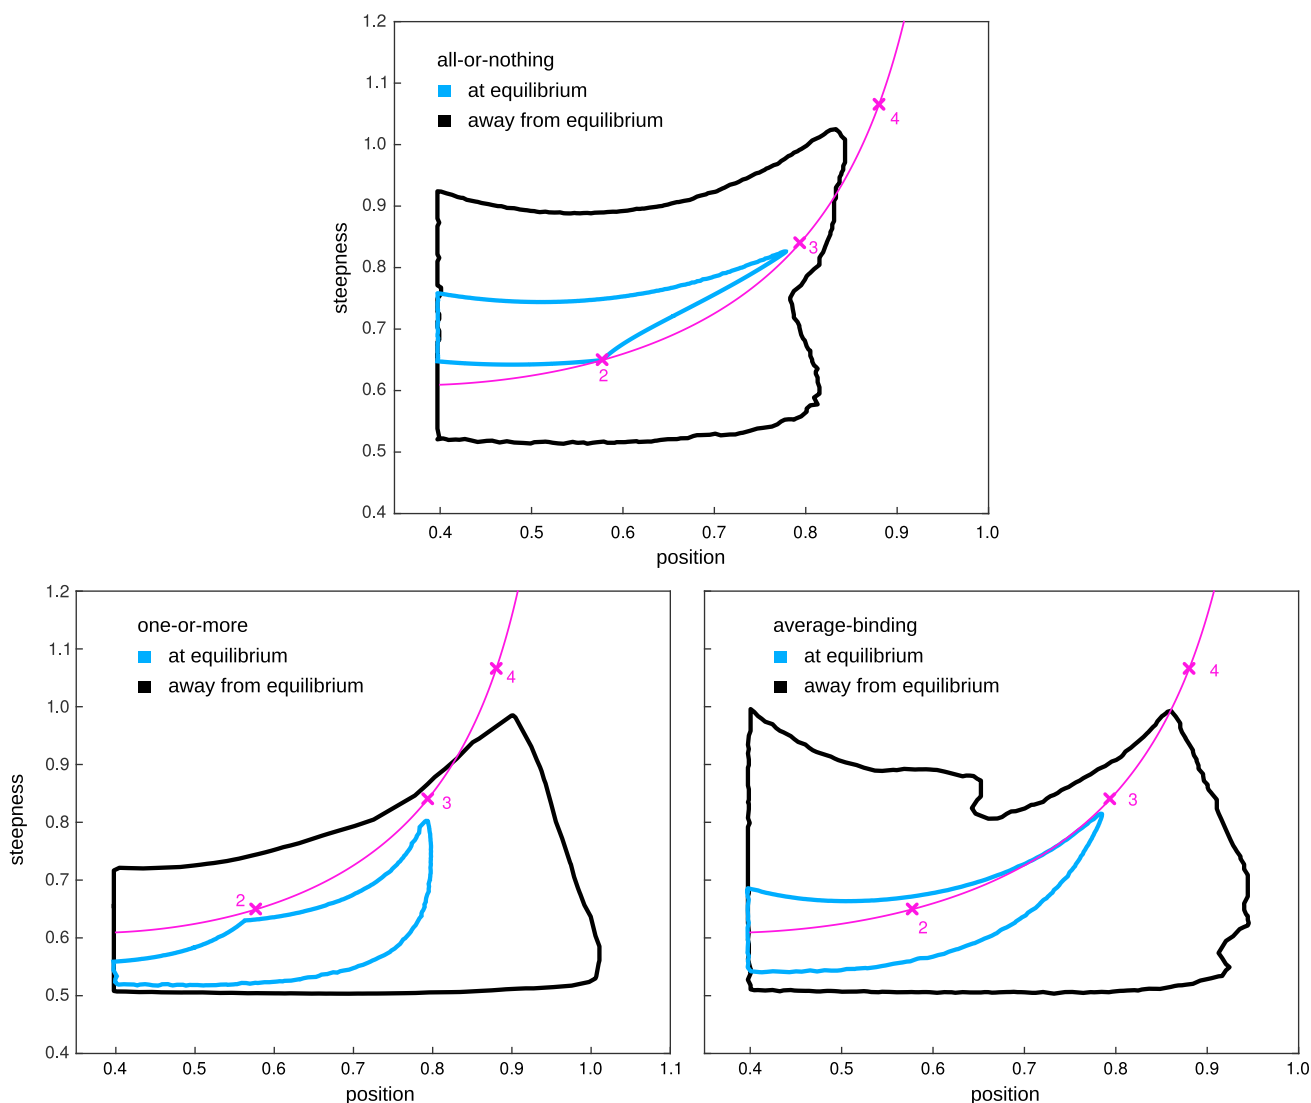 all-or-nothing
at equilibrium
away from equilibrium
1.2
1.1
1.0
0.9
0.8
0.7
0.6
0.5
0.4
steepness
4
3
2
0.4 0.5 0.6 0.7 0.8 0.9 1.0
position
one-or-more
at equilibrium
away from equilibrium
1.2
1.1
1.0
0.9
0.8
0.7
0.6
0.5
0.4
steepness
4
3
2
0.4 0.5 0.6 0.7 0.8 0.9 1.0 1.1
position
average-binding
at equilibrium
away from equilibrium
4
3
2
0.4 0.5 0.6 0.7 0.8 0.9 1.0
position